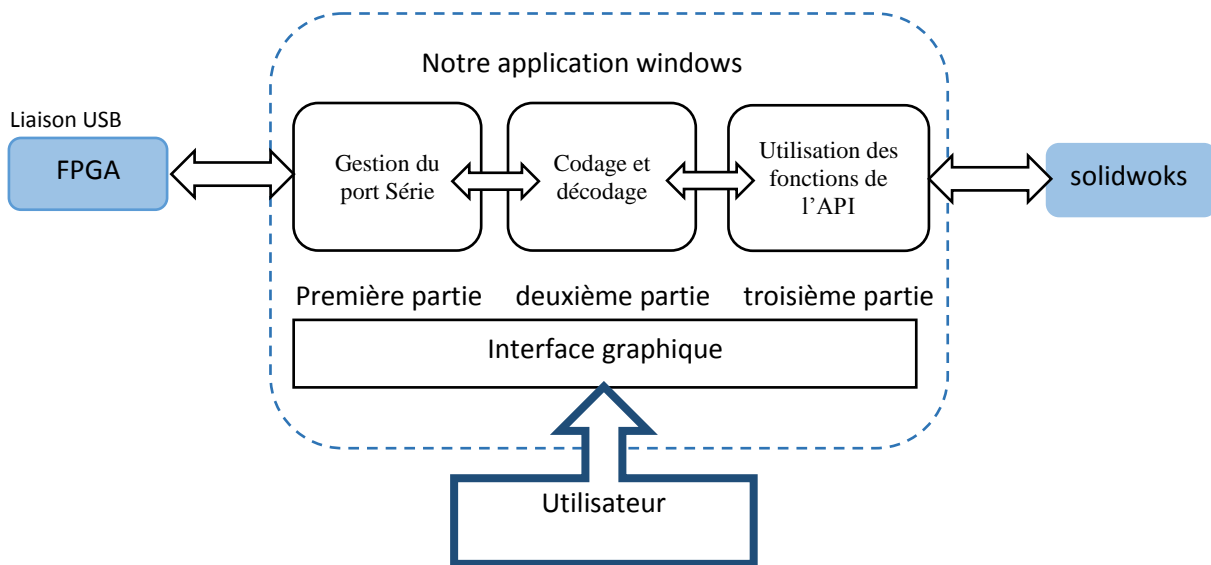 Notre application windows
Liaison USB
FPGA
Gestion du
port Série
Codage et
décodage
Utilisation des
fonctions de
l'API
solidwoks
Première partie
deuxième partie
troisième partie
Interface graphique
Utilisateur